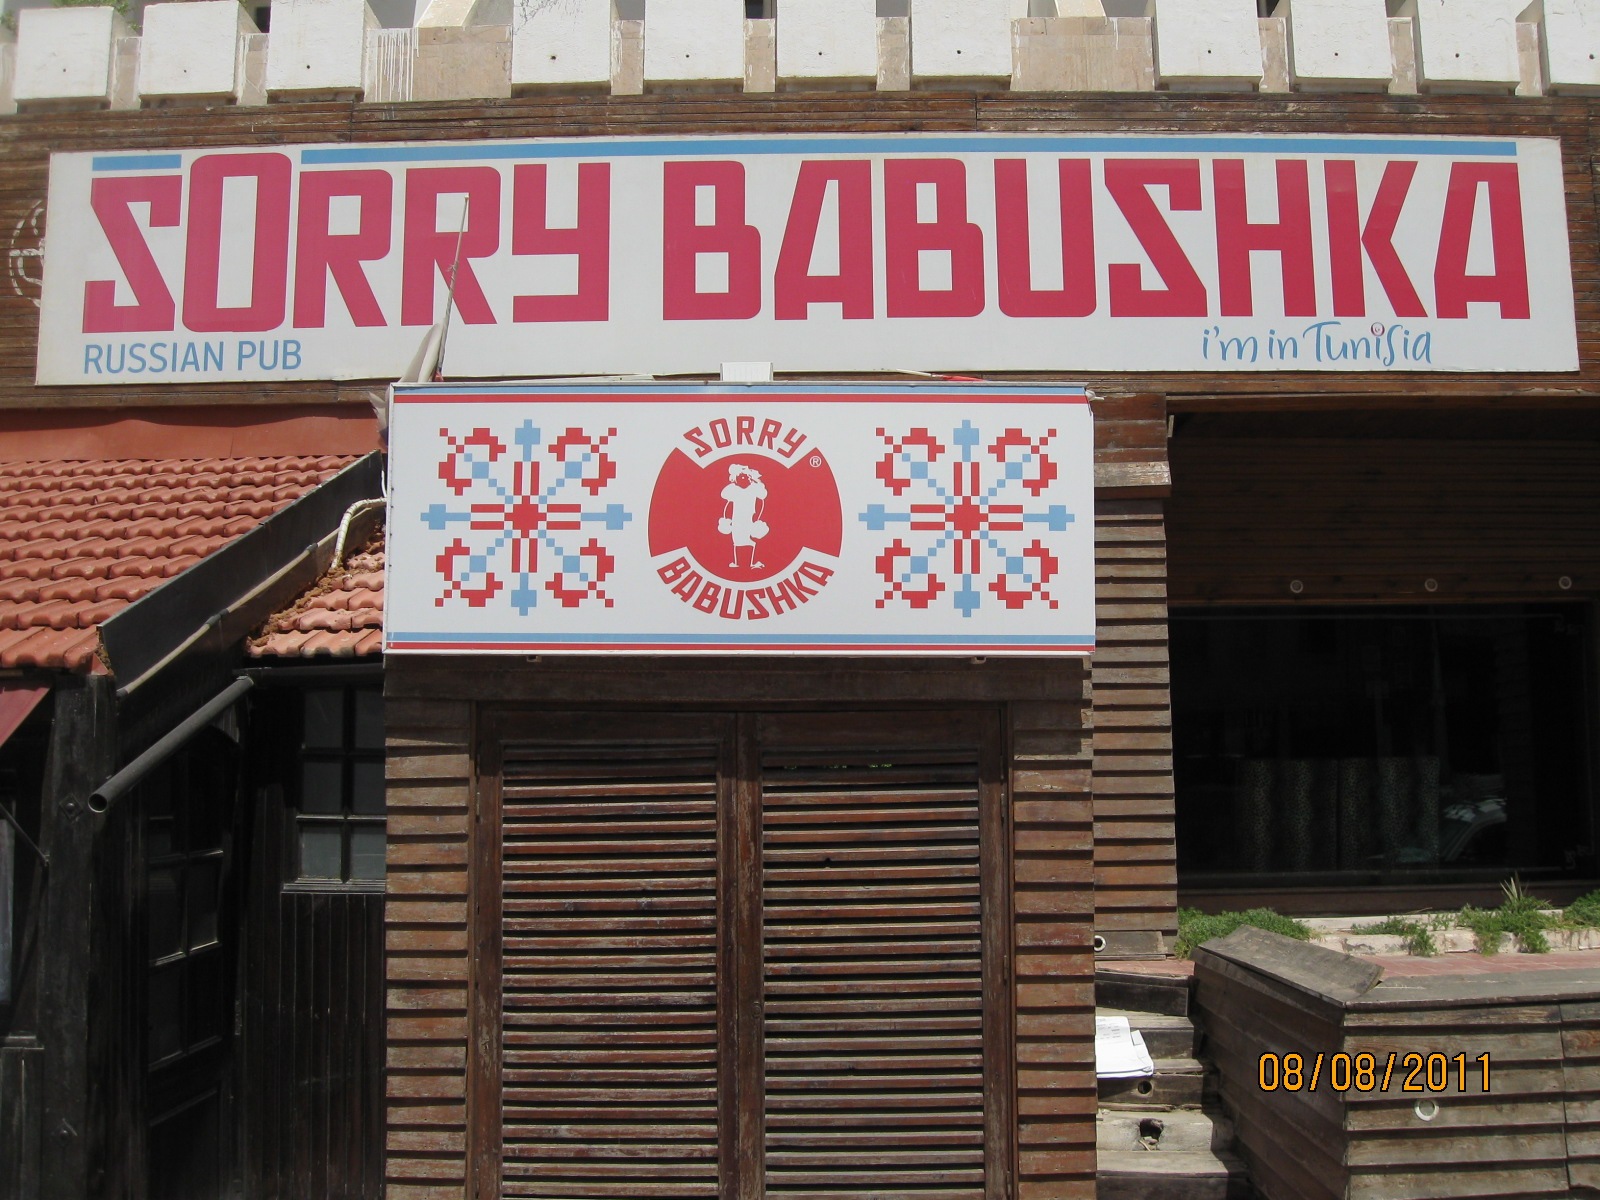 SORRY BABUSHKA
RUSSIAN PUB
i'm in Tunisia
SORRY
®
BABUSHKA
08/08/2011